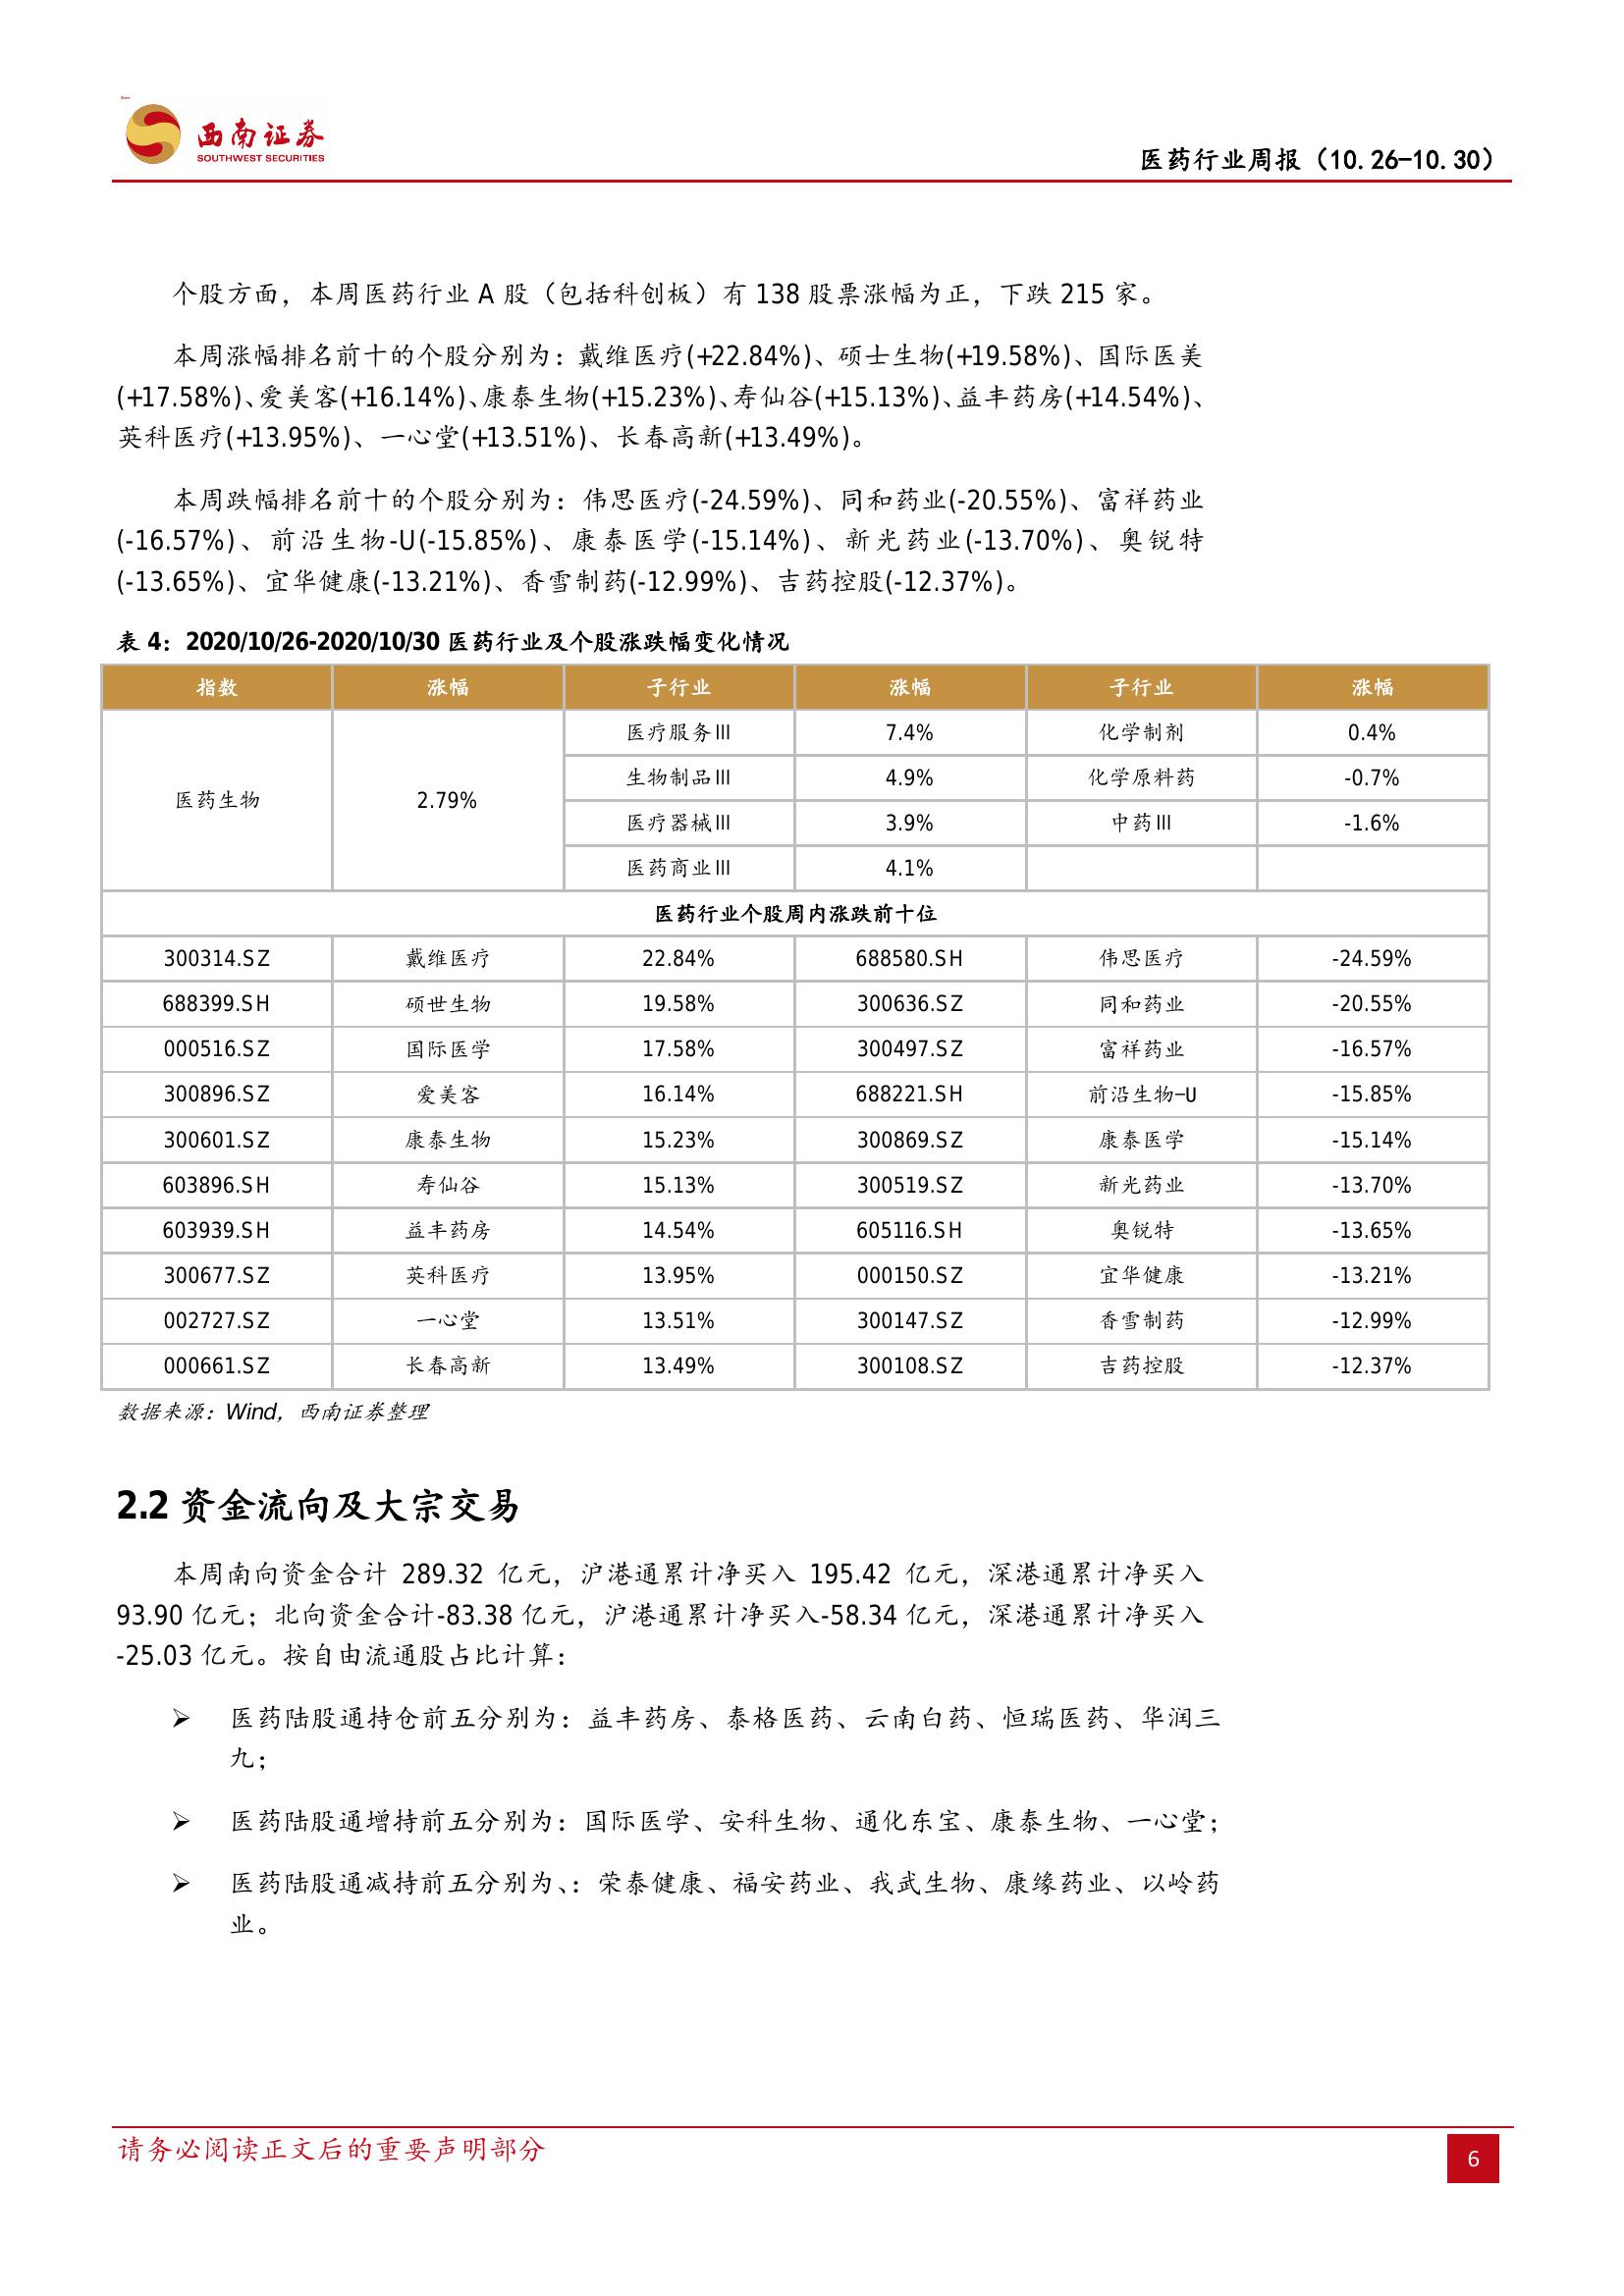 西南证券
SOUTHWEST SECURITIES
医药行业周报（10.26-10.30）
个股方面，本周医药行业 A 股（包括科创板）有 138 股票涨幅为正，下跌 215 家。
本周涨幅排名前十的个股分别为：戴维医疗(+22.84%)、硕士生物(+19.58%)、国际医美
(+17.58%)、爱美客(+16.14%)、康泰生物(+15.23%)、寿仙谷(+15.13%)、益丰药房(+14.54%)、
英科医疗(+13.95%)、一心堂(+13.51%)、长春高新(+13.49%)。
本周跌幅排名前十的个股分别为：伟思医疗(-24.59%)、同和药业(-20.55%)、富祥药业
(-16.57%)、前沿生物-U(-15.85%)、康泰医学(-15.14%)、新光药业(-13.70%)、奥锐特
(-13.65%)、宜华健康(-13.21%)、香雪制药(-12.99%)、吉药控股(-12.37%)。
表 4：2020/10/26-2020/10/30 医药行业及个股涨跌幅变化情况
指数 涨幅 子行业 涨幅 子行业 涨幅
医药生物 2.79% 医疗服务Ⅲ 7.4% 化学制剂 0.4%
生物制品Ⅲ 4.9% 化学原料药 -0.7%
医疗器械Ⅲ 3.9% 中药Ⅲ -1.6%
医药商业Ⅲ 4.1%
医药行业个股周内涨跌前十位
300314.SZ 戴维医疗 22.84% 688580.SH 伟思医疗 -24.59%
688399.SH 硕世生物 19.58% 300636.SZ 同和药业 -20.55%
000516.SZ 国际医学 17.58% 300497.SZ 富祥药业 -16.57%
300896.SZ 爱美客 16.14% 688221.SH 前沿生物-U -15.85%
300601.SZ 康泰生物 15.23% 300869.SZ 康泰医学 -15.14%
603896.SH 寿仙谷 15.13% 300519.SZ 新光药业 -13.70%
603939.SH 益丰药房 14.54% 605116.SH 奥锐特 -13.65%
300677.SZ 英科医疗 13.95% 000150.SZ 宜华健康 -13.21%
002727.SZ 一心堂 13.51% 300147.SZ 香雪制药 -12.99%
000661.SZ 长春高新 13.49% 300108.SZ 吉药控股 -12.37%
数据来源：Wind，西南证券整理
2.2 资金流向及大宗交易
本周南向资金合计 289.32 亿元，沪港通累计净买入 195.42 亿元，深港通累计净买入
93.90 亿元；北向资金合计-83.38 亿元，沪港通累计净买入-58.34 亿元，深港通累计净买入
-25.03 亿元。按自由流通股占比计算：
➢ 医药陆股通持仓前五分别为：益丰药房、泰格医药、云南白药、恒瑞医药、华润三
九；
➢ 医药陆股通增持前五分别为：国际医学、安科生物、通化东宝、康泰生物、一心堂；
➢ 医药陆股通减持前五分别为、：荣泰健康、福安药业、我武生物、康缘药业、以岭药
业。
请务必阅读正文后的重要声明部分
6